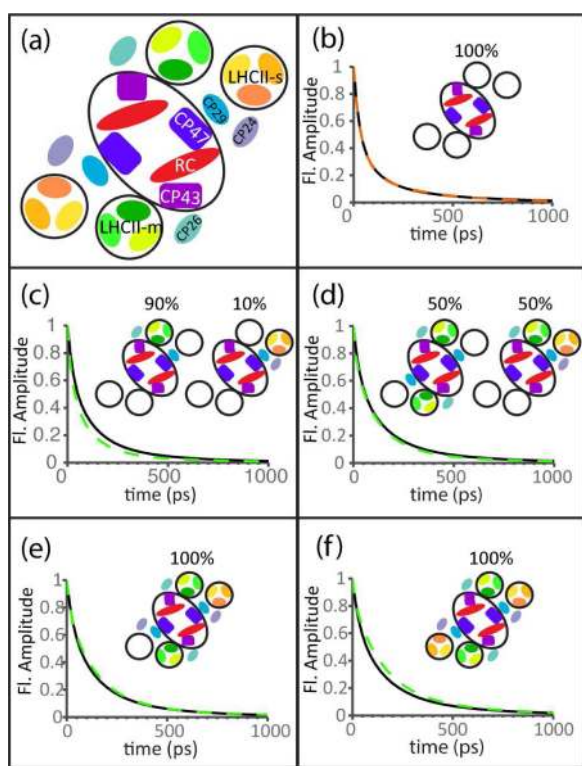 (a)
LHCII-s
CP29
CP24
CP47
RC
CP43
LHCII-m
CP26
(b)
100%
Fl. Amplitude
1
0.8
0.6
0.4
0.2
0
0
500
1000
time (ps)
(c)
90%
10%
Fl. Amplitude
1
0.8
0.6
0.4
0.2
0
0
500
1000
time (ps)
(d)
50%
50%
Fl. Amplitude
1
0.8
0.6
0.4
0.2
0
0
500
1000
time (ps)
(e)
100%
Fl. Amplitude
1
0.8
0.6
0.4
0.2
0
0
500
1000
time (ps)
(f)
100%
Fl. Amplitude
1
0.8
0.6
0.4
0.2
0
0
500
1000
time (ps)